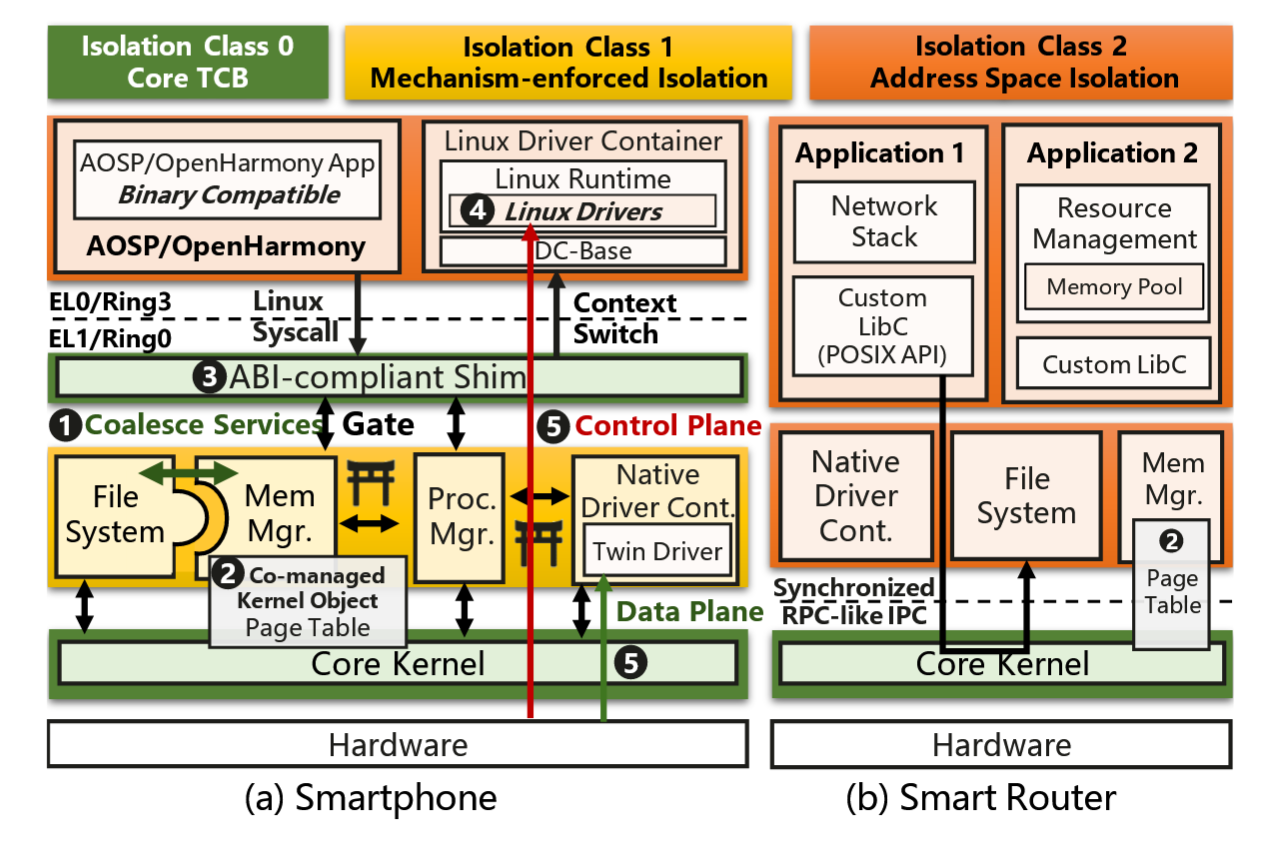 Isolation Class 0
Core TCB
Isolation Class 1
Mechanism-enforced Isolation
Isolation Class 2
Address Space Isolation
AOSP/OpenHarmony App
Binary Compatible
AOSP/OpenHarmony
Linux Driver Container
Linux Runtime
❹ Linux Drivers
DC-Base
EL0/Ring3
EL1/Ring0
Linux
Syscall
Context
Switch
❸ ABI-compliant Shim
❶ Coalesce Services
Gate
❺ Control Plane
File
System
Mem
Mgr.
Proc.
Mgr.
Native
Driver Cont.
Twin Driver
❷ Co-managed
Kernel Object
Page Table
Data Plane
Core Kernel
❺
Hardware
(a) Smartphone
Application 1
Network
Stack
Custom
LibC
(POSIX API)
Application 2
Resource
Management
Memory Pool
Custom LibC
Native
Driver
Cont.
File
System
Mem
Mgr.
❷
Page
Table
Synchronized
RPC-like IPC
Core Kernel
Hardware
(b) Smart Router